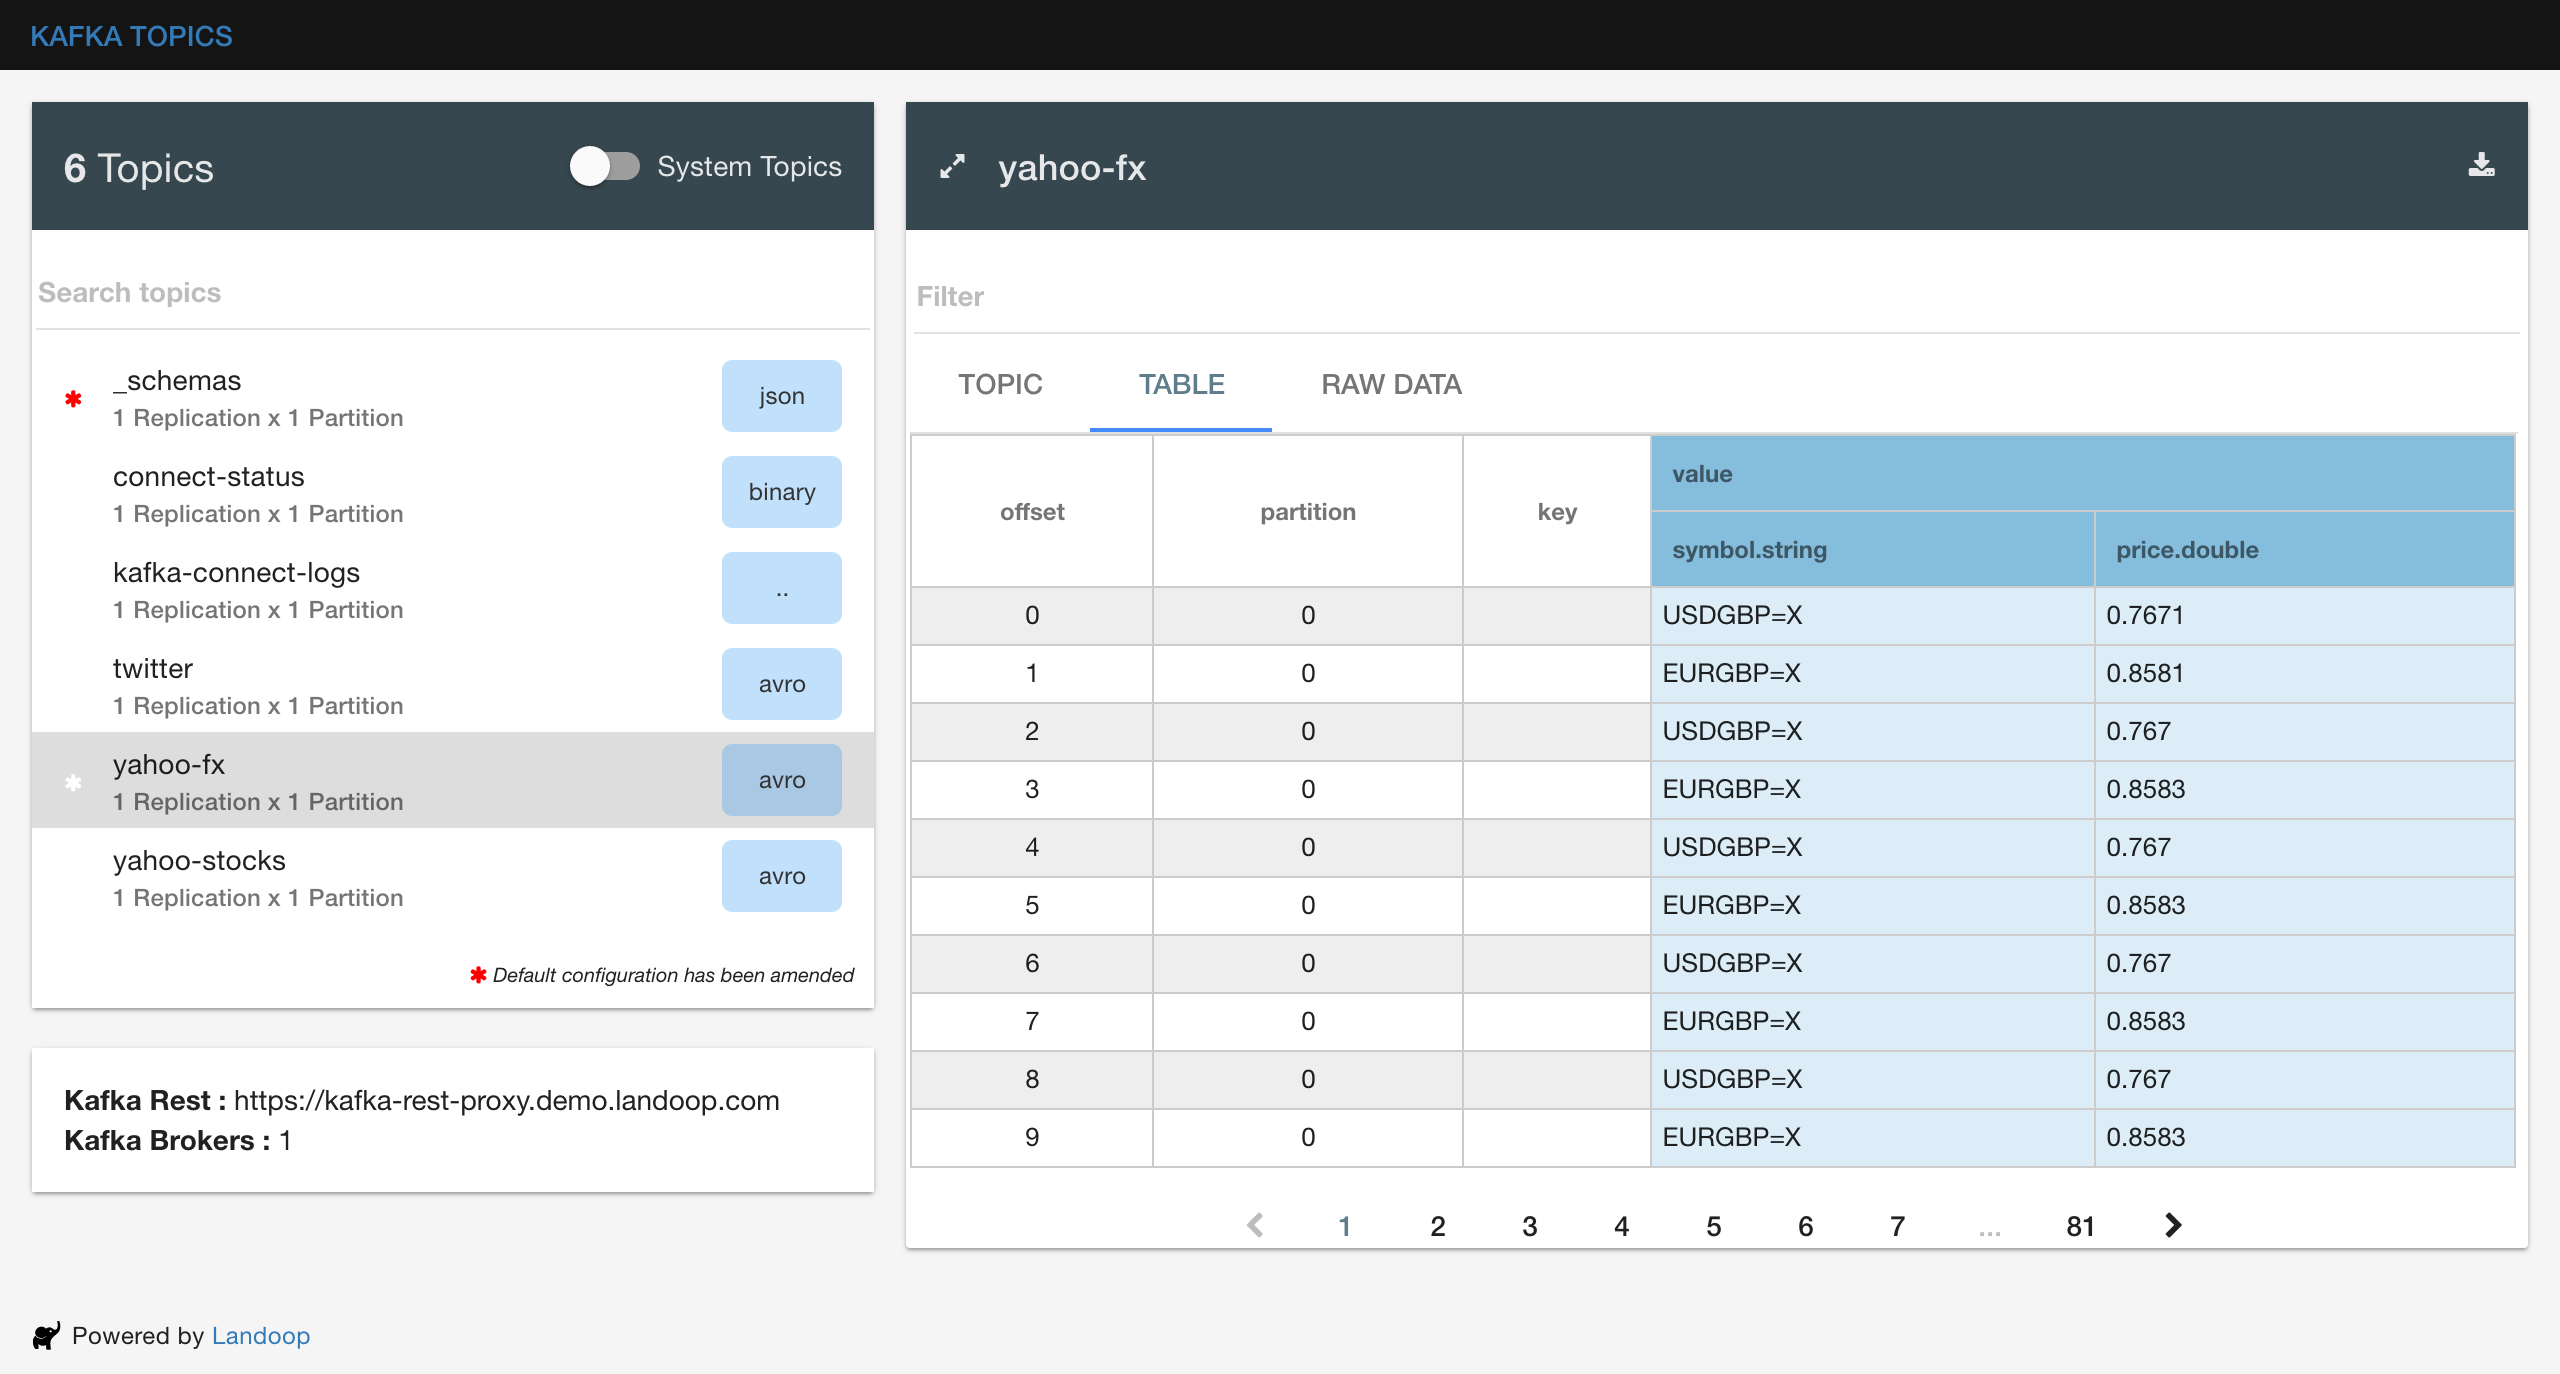 KAFKA TOPICS
6 Topics
System Topics
Search topics
_schemas
1 Replication x 1 Partition
json
connect-status
1 Replication x 1 Partition
binary
kafka-connect-logs
1 Replication x 1 Partition
..
twitter
1 Replication x 1 Partition
avro
yahoo-fx
1 Replication x 1 Partition
avro
yahoo-stocks
1 Replication x 1 Partition
avro
✱ Default configuration has been amended
Kafka Rest : https://kafka-rest-proxy.demo.landoop.com
Kafka Brokers : 1
yahoo-fx
Filter
TOPIC TABLE RAW DATA
offset partition key value
symbol.string price.double
0 0 USDGBP=X 0.7671
1 0 EURGBP=X 0.8581
2 0 USDGBP=X 0.767
3 0 EURGBP=X 0.8583
4 0 USDGBP=X 0.767
5 0 EURGBP=X 0.8583
6 0 USDGBP=X 0.767
7 0 EURGBP=X 0.8583
8 0 USDGBP=X 0.767
9 0 EURGBP=X 0.8583
1 2 3 4 5 6 7 ... 81
Powered by Landoop